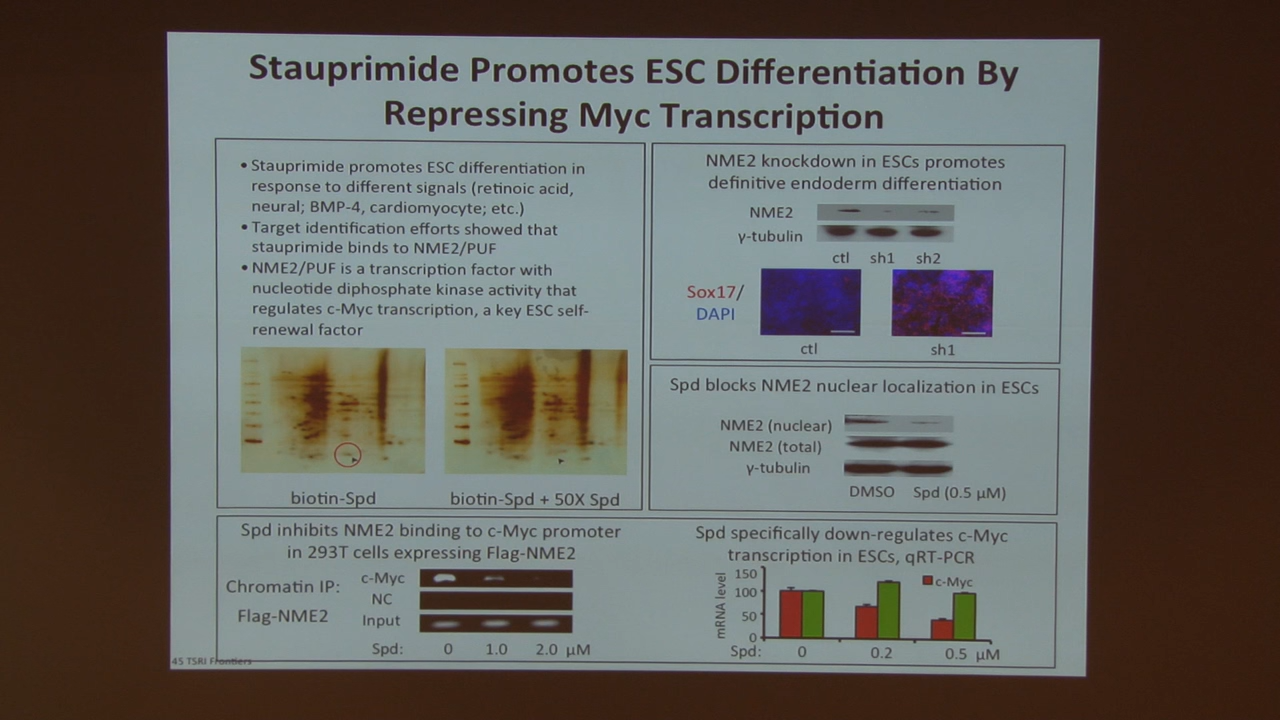 Stauprimide Promotes ESC Differentiation By
Repressing Myc Transcription
• Stauprimide promotes ESC differentiation in
response to different signals (retinoic acid,
neural; BMP-4, cardiomyocyte; etc.)
• Target identification efforts showed that
stauprimide binds to NME2/PUF
• NME2/PUF is a transcription factor with
nucleotide diphosphate kinase activity that
regulates c-Myc transcription, a key ESC self-
renewal factor
biotin-Spd
biotin-Spd + 50X Spd
NME2 knockdown in ESCs promotes
definitive endoderm differentiation
NME2
γ-tubulin
ctl sh1 sh2
Sox17/
DAPI
ctl sh1
Spd blocks NME2 nuclear localization in ESCs
NME2 (nuclear)
NME2 (total)
γ-tubulin
DMSO Spd (0.5 μM)
Spd inhibits NME2 binding to c-Myc promoter
in 293T cells expressing Flag-NME2
Chromatin IP:
Flag-NME2
c-Myc
NC
Input
Spd: 0 1.0 2.0 μM
Spd specifically down-regulates c-Myc
transcription in ESCs, qRT-PCR
mRNA level
150
100
50
0
c-Myc
Spd: 0 0.2 0.5 μM
45 TSRI Frontiers